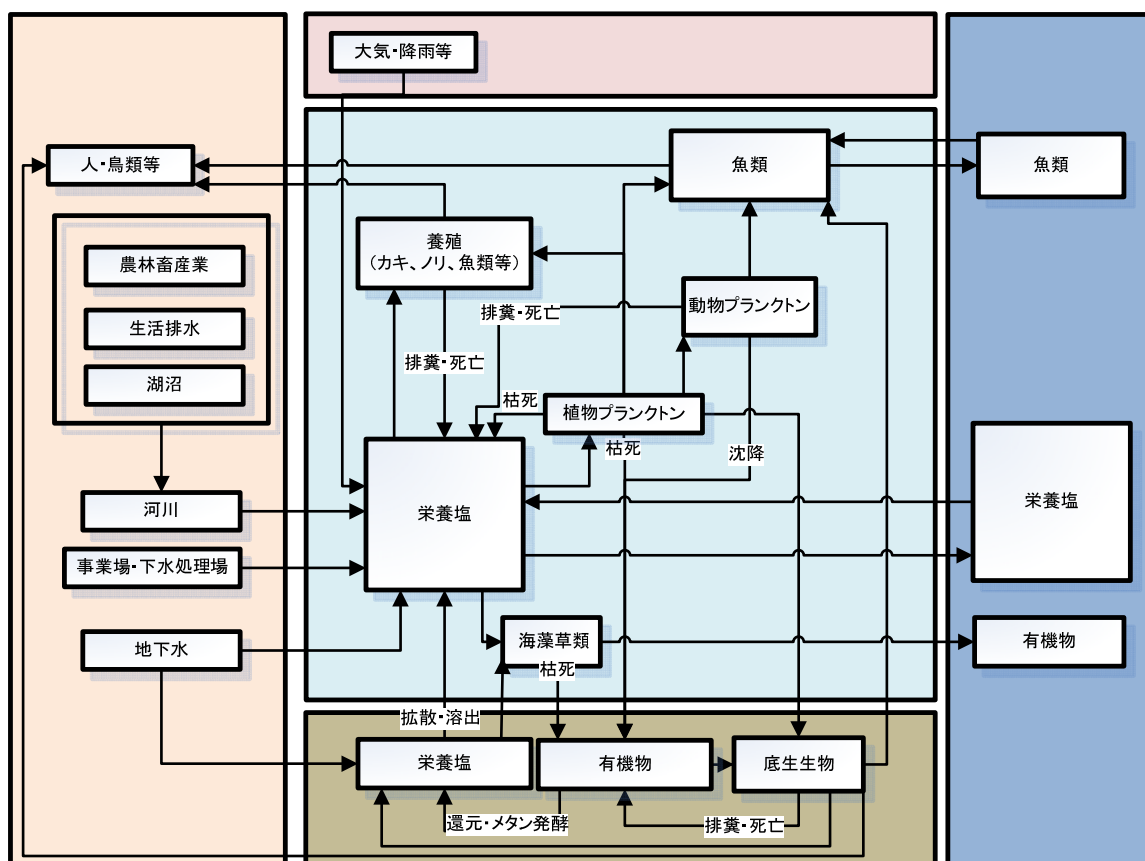 大気・降雨等
人・鳥類等
魚類
魚類
養殖
(カキ、ノリ、魚類等)
農林畜産業
動物プランクトン
排糞・死亡
生活排水
排糞・死亡
湖沼
枯死
植物プランクトン
枯死
沈降
河川
栄養塩
栄養塩
事業場・下水処理場
地下水
海藻草類
有機物
枯死
拡散・溶出
栄養塩
有機物
底生生物
還元・メタン発酵
排糞・死亡